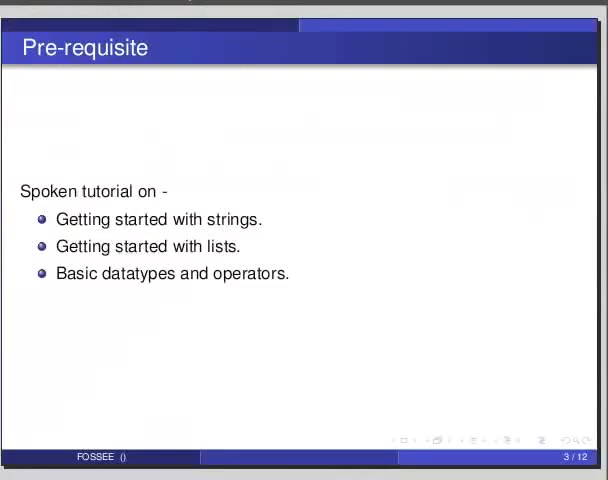 Pre-requisite
Spoken tutorial on -
Getting started with strings.
Getting started with lists.
Basic datatypes and operators.
FOSSEE ()
3 / 12